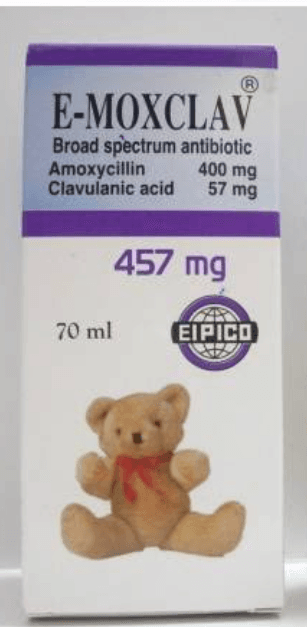 E-MOXCLAV®
Broad spectrum antibiotic
Amoxycillin 400 mg
Clavulanic acid 57 mg
457 mg
70 ml
EIPICO